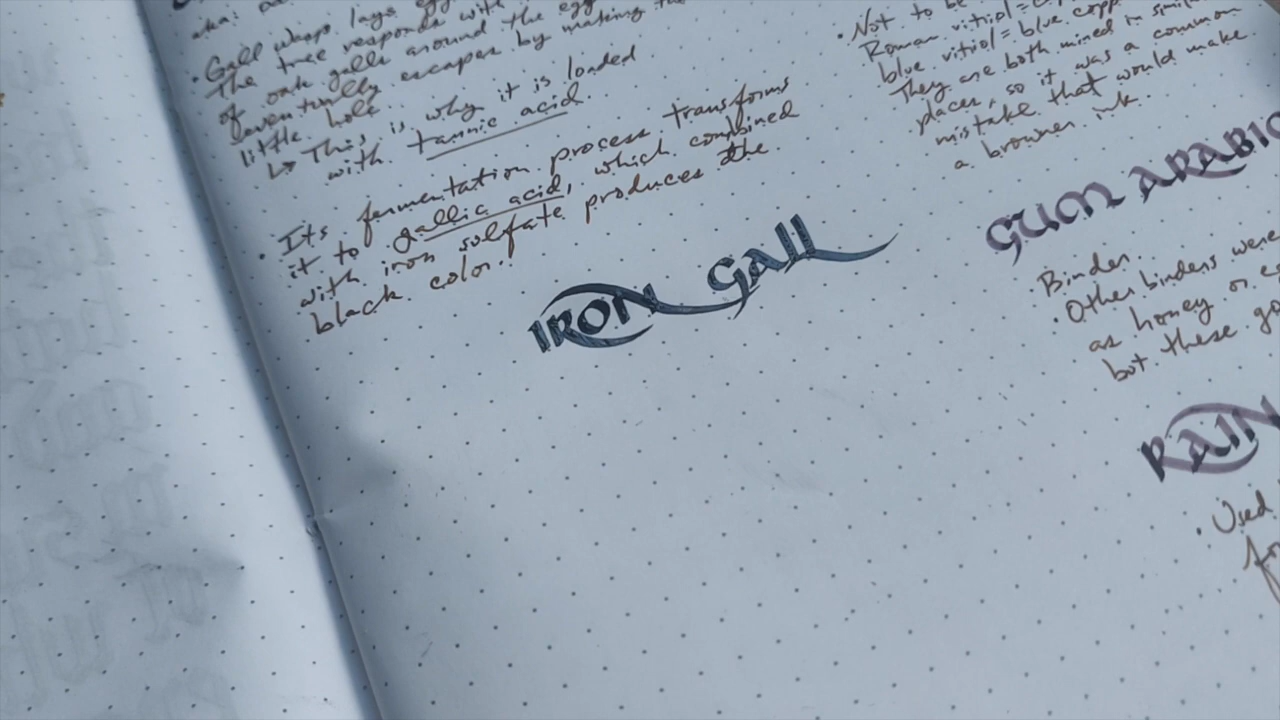 Gall wasps lays
The tree responds with
of oak galls around the egg
eventually escapes by making
little hole
↳ This is why it is loaded
with tannic acid.
• Its fermentation process transforms
it to gallic acid, which combined
with iron sulfate produces the
black color.
IRON Gall
• Not to be
Roman vitriol =
blue vitriol = blue
They are both mined in
places, so it was a common
mistake that would make
a browner ink.
GUM ARABIC
Binder.
• Other binders were
as honey or
but these
RAIN
• Used